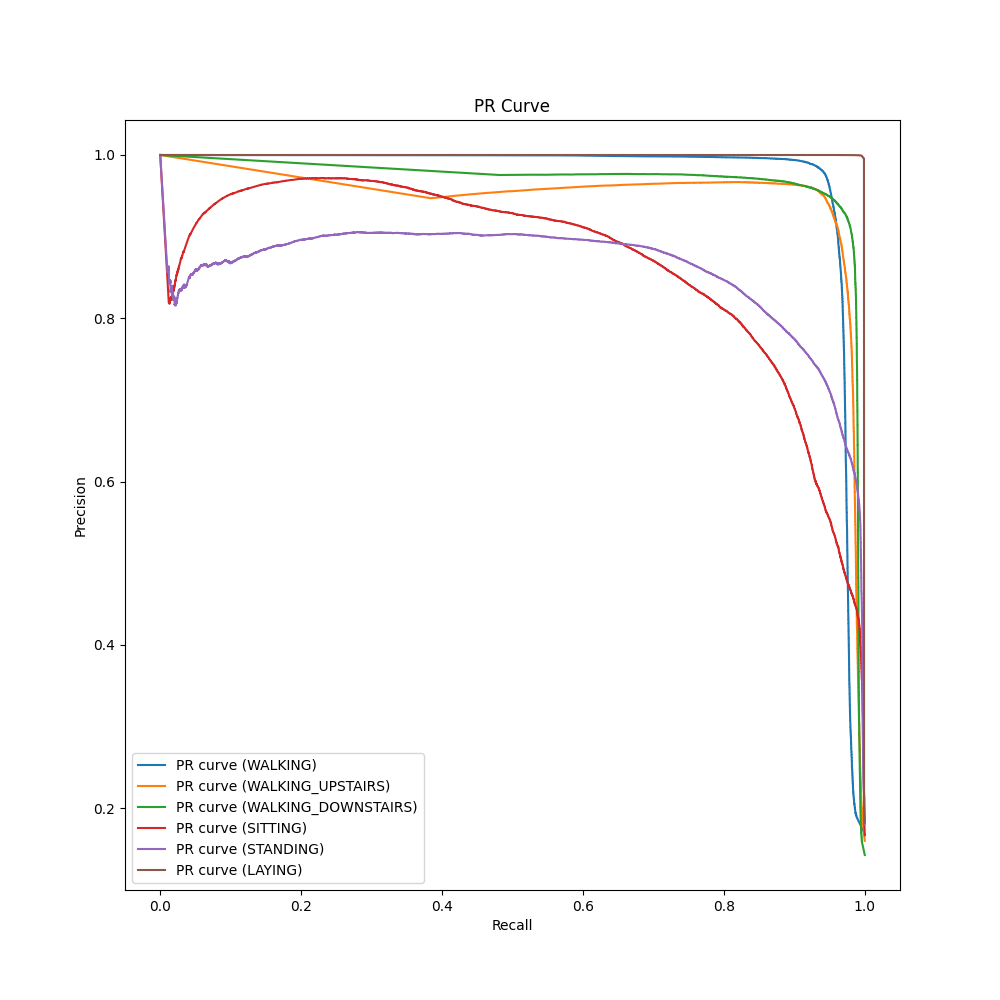 PR Curve
1.0
0.8
0.6
0.4
0.2
Precision
PR curve (WALKING)
PR curve (WALKING_UPSTAIRS)
PR curve (WALKING_DOWNSTAIRS)
PR curve (SITTING)
PR curve (STANDING)
PR curve (LAYING)
0.0 0.2 0.4 0.6 0.8 1.0
Recall